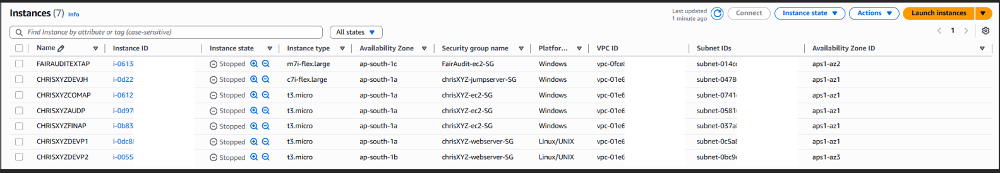 Instances (7) Info
Last updated
1 minute ago
Connect
Instance state
Actions
Launch instances
Find Instance by attribute or tag (case-sensitive)
All states
1
Name Instance ID Instance state Instance type Availability Zone Security group name Platfor... VPC ID Subnet IDs Availability Zone ID
FAIRAUDITEXTAP i-0613 Stopped m7i-flex.large ap-south-1c FairAudit-ec2-SG Windows vpc-0fce subnet-014c aps1-az2
CHRISXYZDEVJH i-0d22 Stopped c7i-flex.large ap-south-1a chrisXYZ-jumpserver-SG Windows vpc-01e6 subnet-0478 aps1-az1
CHRISXYZCOMAP i-0612 Stopped t3.micro ap-south-1a chrisXYZ-ec2-SG Windows vpc-01e6 subnet-0741 aps1-az1
CHRISXYZAUDP i-0d97 Stopped t3.micro ap-south-1a chrisXYZ-ec2-SG Windows vpc-01e6 subnet-0581 aps1-az1
CHRISXYZFINAP i-0b83 Stopped t3.micro ap-south-1a chrisXYZ-ec2-SG Windows vpc-01e6 subnet-037a aps1-az1
CHRISXYZDEVP1 i-0dc8 Stopped t3.micro ap-south-1a chrisXYZ-webserver-SG Linux/UNIX vpc-01e6 subnet-0c5a aps1-az1
CHRISXYZDEVP2 i-0055 Stopped t3.micro ap-south-1b chrisXYZ-webserver-SG Linux/UNIX vpc-01e6 subnet-0bc9 aps1-az3